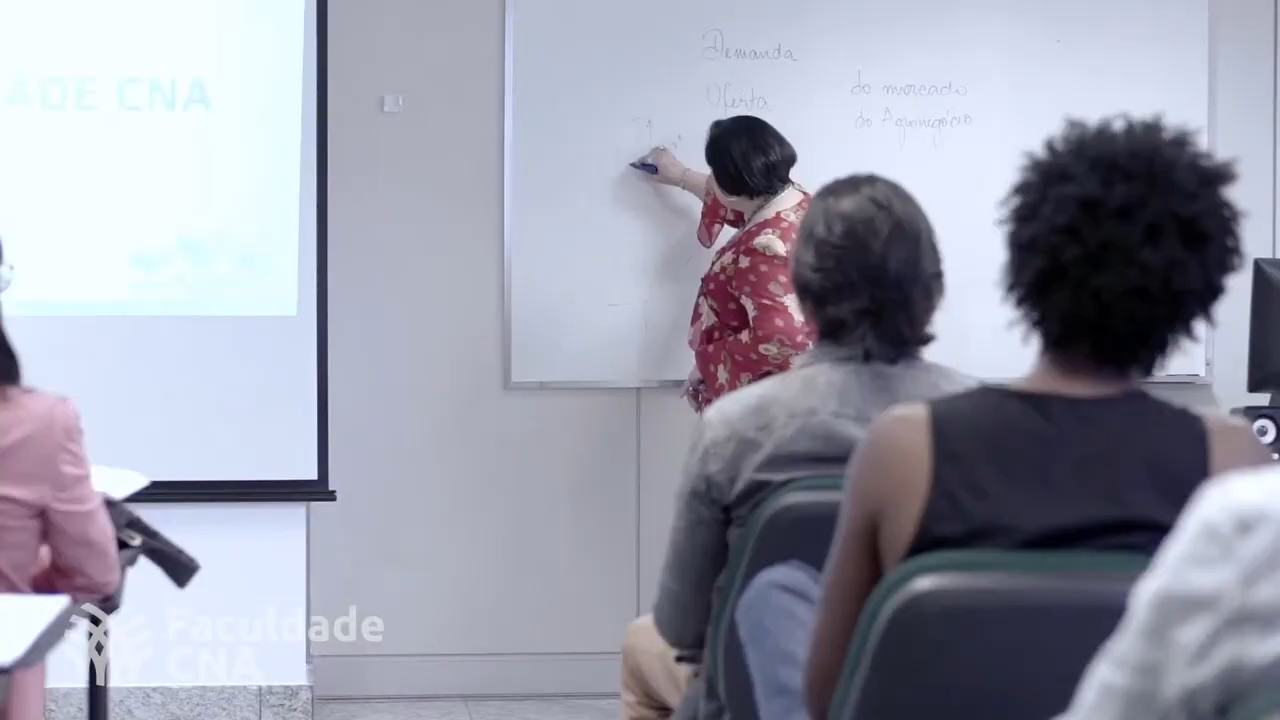 ADE CNA
Demanda
Oferta
do mercado
do Agronegócio
Faculdade
CNA